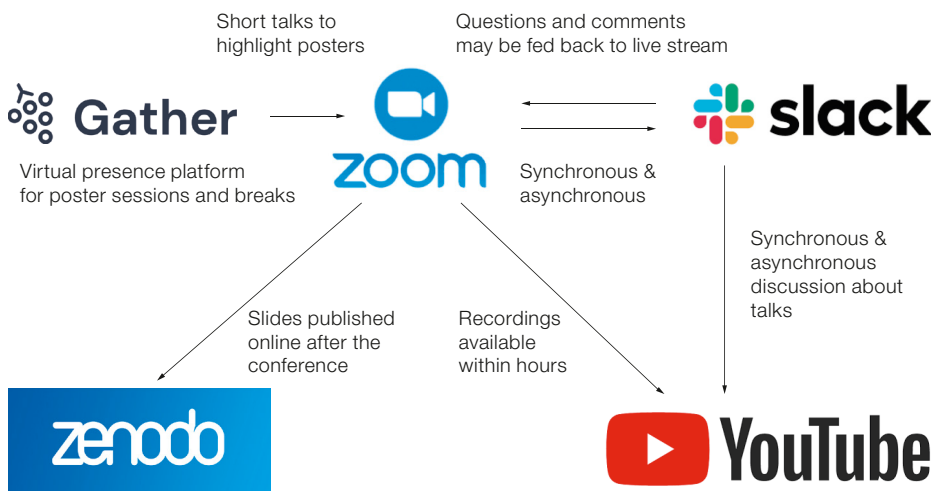 Short talks to
highlight posters
Questions and comments
may be fed back to live stream
Gather
zoom
slack
Virtual presence platform
for poster sessions and breaks
Synchronous &
asynchronous
Synchronous &
asynchronous
discussion about
talks
Slides published
online after the
conference
Recordings
available
within hours
zenodo
YouTube